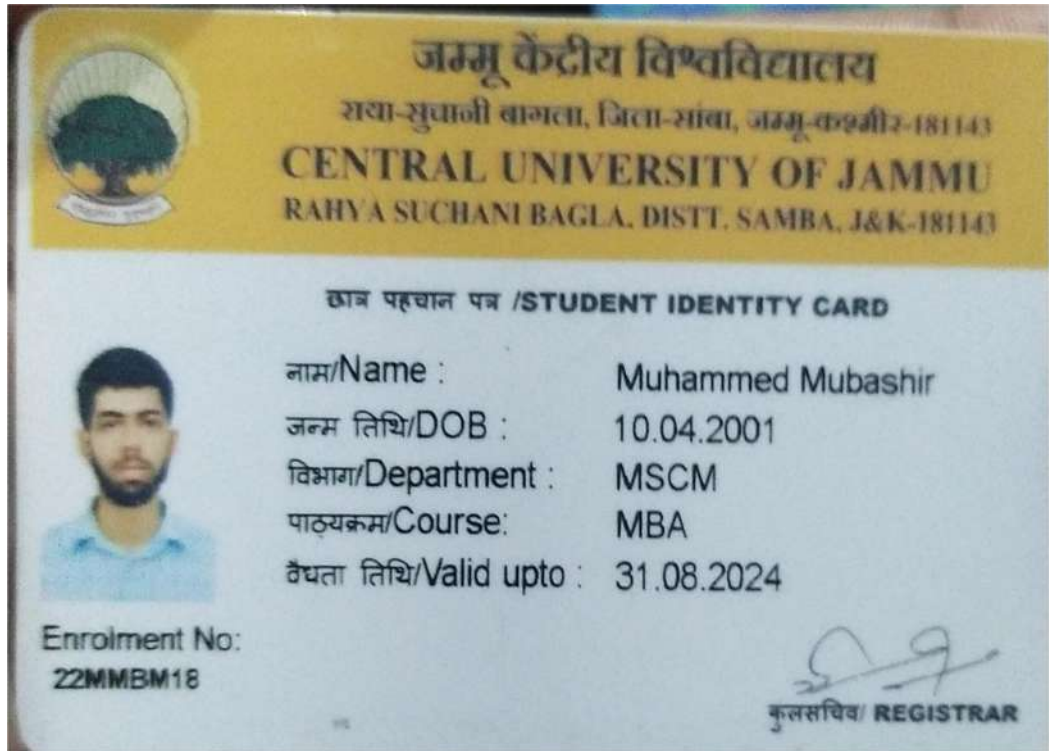 जम्मू केंद्रीय विश्वविद्यालय
राया-सुचानी बागला, जिला-सांबा, जम्मू-कश्मीर-181143
CENTRAL UNIVERSITY OF JAMMU
RAHYA SUCHANI BAGLA, DISTT. SAMBA, J&K-181143
छात्र पहचान पत्र /STUDENT IDENTITY CARD
नाम/Name : Muhammed Mubashir
जन्म तिथि/DOB : 10.04.2001
विभाग/Department : MSCM
पाठ्यक्रम/Course: MBA
वैधता तिथि/Valid upto : 31.08.2024
Enrolment No:
22MMBM18
कुलसचिव/ REGISTRAR